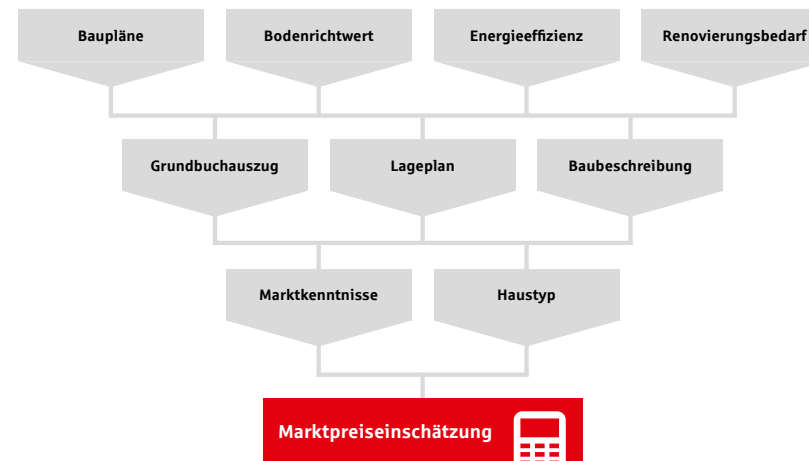 Baupläne
Bodenrichtwert
Energieeffizienz
Renovierungsbedarf
Grundbuchauszug
Lageplan
Baubeschreibung
Marktkenntnisse
Haustyp
Marktpreiseinschätzung